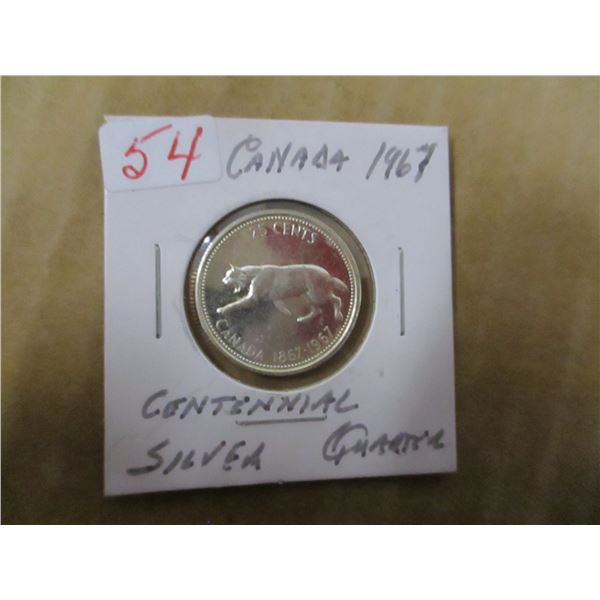 54 CANADA 1967
25 CENTS
CANADA 1867-1967
CENTENNIAL
SILVER QUARTER